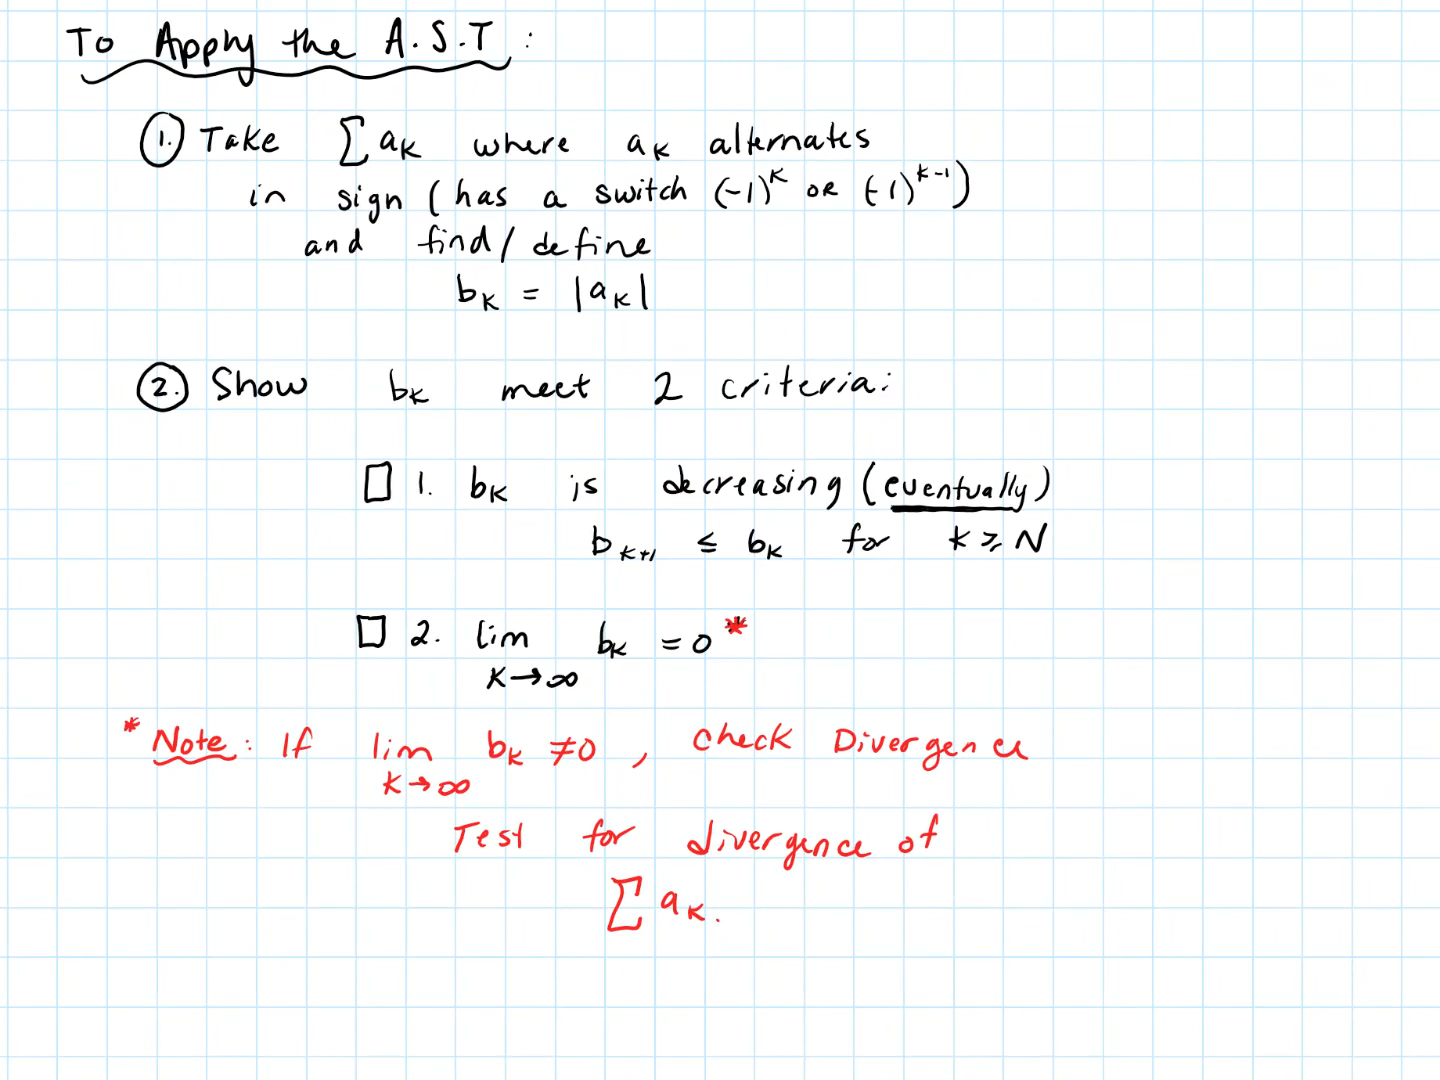 To Apply the A.S.T :
1. Take ∑ aₖ where aₖ alternates
in sign (has a switch (-1)ᵏ OR (-1)ᵏ⁻¹)
and find/define
bₖ = |aₖ|
2. Show bₖ meet 2 criteria:
□ 1. bₖ is decreasing (eventually)
bₖ₊₁ ≤ bₖ for k ≥ N
□ 2. lim bₖ = 0 *
k→∞
* Note: If lim bₖ ≠ 0, check Divergence
k→∞
Test for divergence of
∑ aₖ.